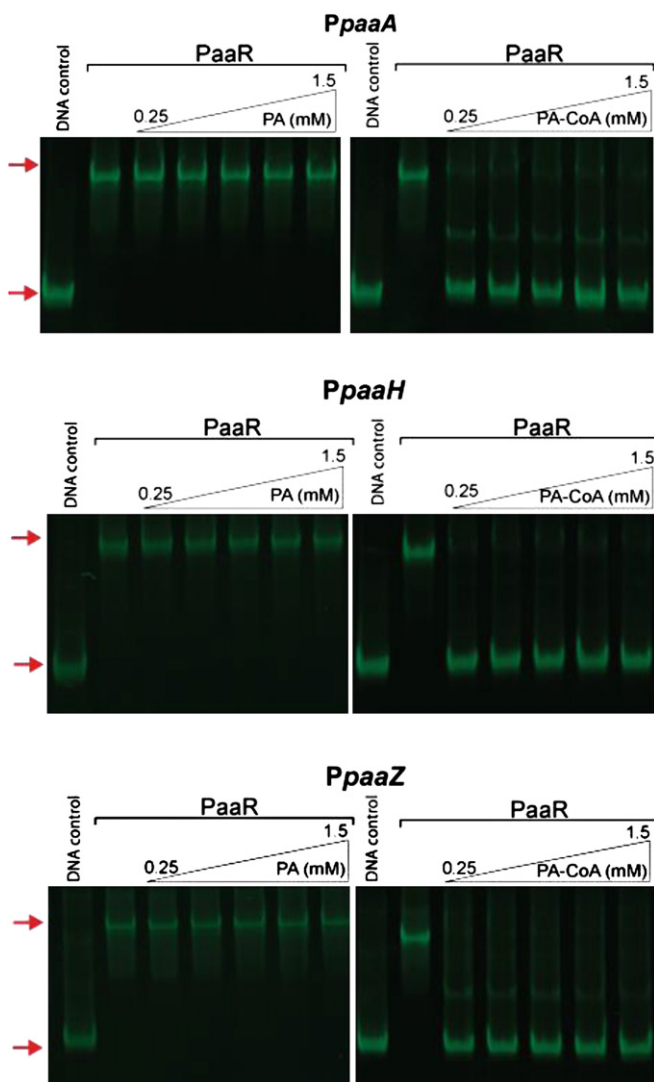 PpaaA
DNA control
PaaR
0.25
1.5
PA (mM)
DNA control
PaaR
0.25
1.5
PA-CoA (mM)
PpaaH
DNA control
PaaR
0.25
1.5
PA (mM)
DNA control
PaaR
0.25
1.5
PA-CoA (mM)
PpaaZ
DNA control
PaaR
0.25
1.5
PA (mM)
DNA control
PaaR
0.25
1.5
PA-CoA (mM)